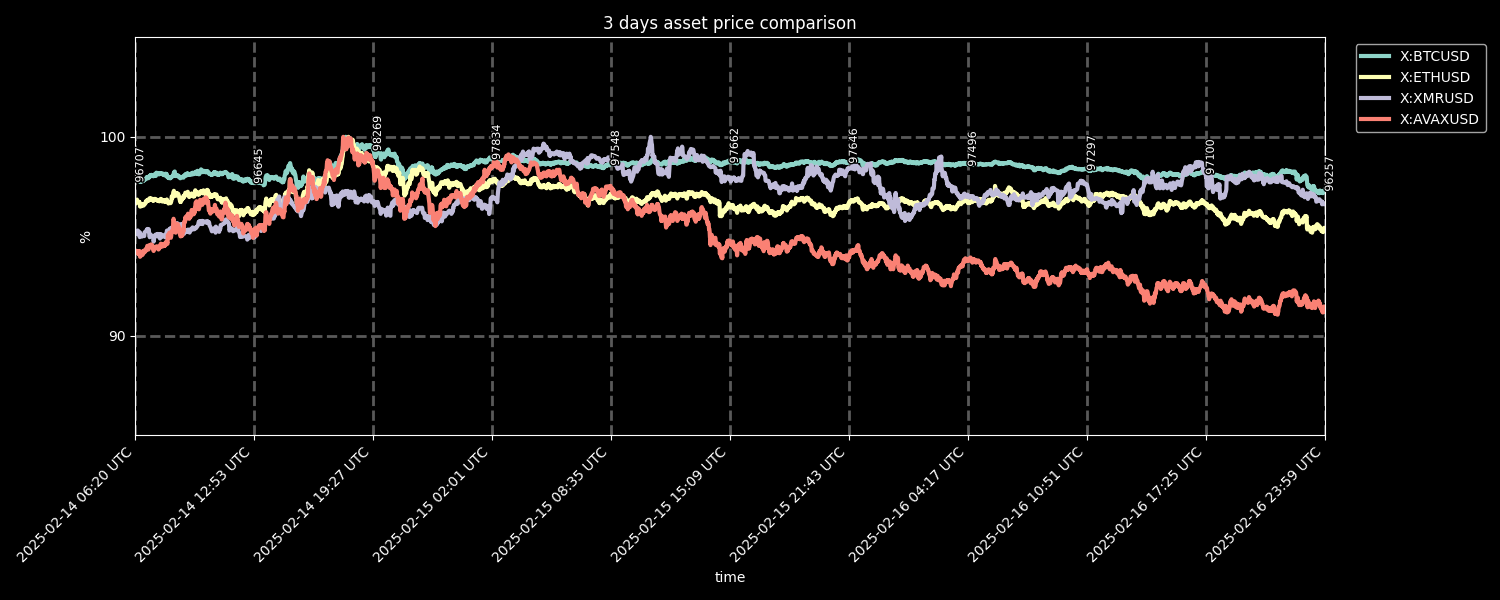 3 days asset price comparison
X:BTCUSD
X:ETHUSD
X:XMRUSD
X:AVAXUSD
100
90
%
96707
96645
98269
97834
97548
97662
97646
97496
97297
97100
96257
2025-02-14 06:20 UTC
2025-02-14 12:53 UTC
2025-02-14 19:27 UTC
2025-02-15 02:01 UTC
2025-02-15 08:35 UTC
2025-02-15 15:09 UTC
2025-02-15 21:43 UTC
2025-02-16 04:17 UTC
2025-02-16 10:51 UTC
2025-02-16 17:25 UTC
2025-02-16 23:59 UTC
time